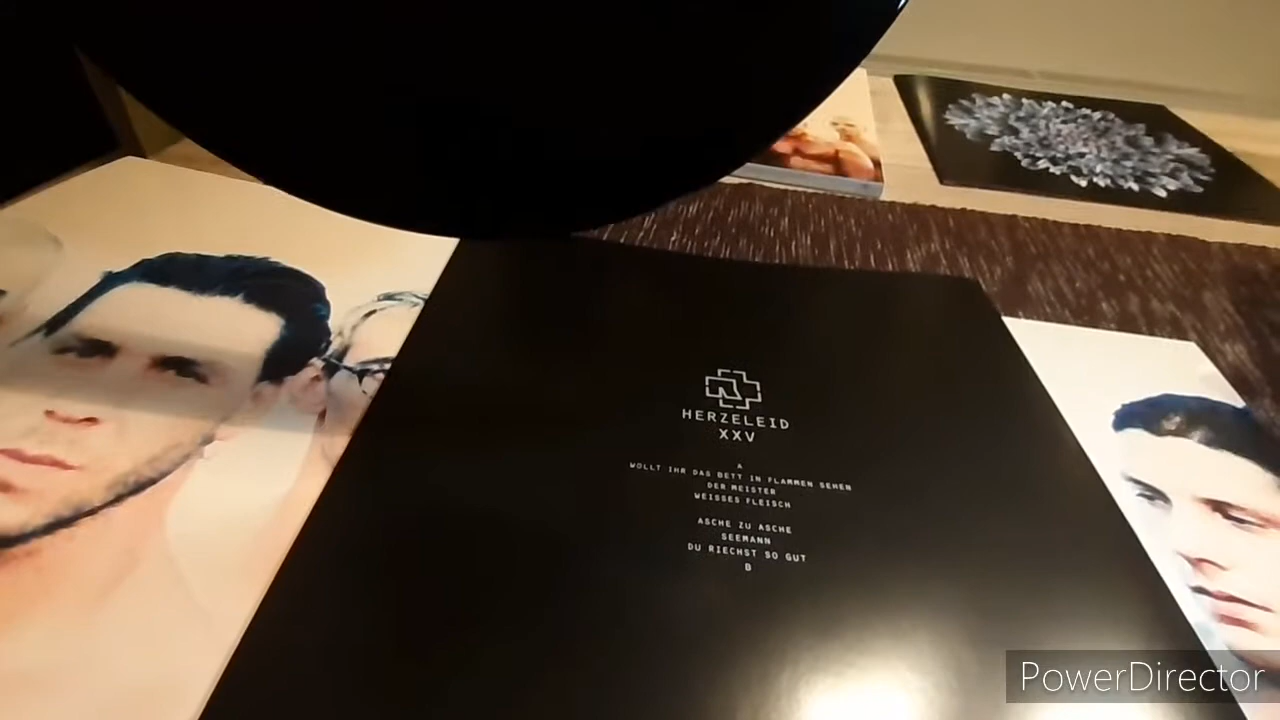 HERZELEID
XXV
A
WOLLT IHR DAS BETT IN FLAMMEN SEHEN
DER MEISTER
WEISSES FLEISCH
ASCHE ZU ASCHE
SEEMANN
DU RIECHST SO GUT
B
PowerDirector